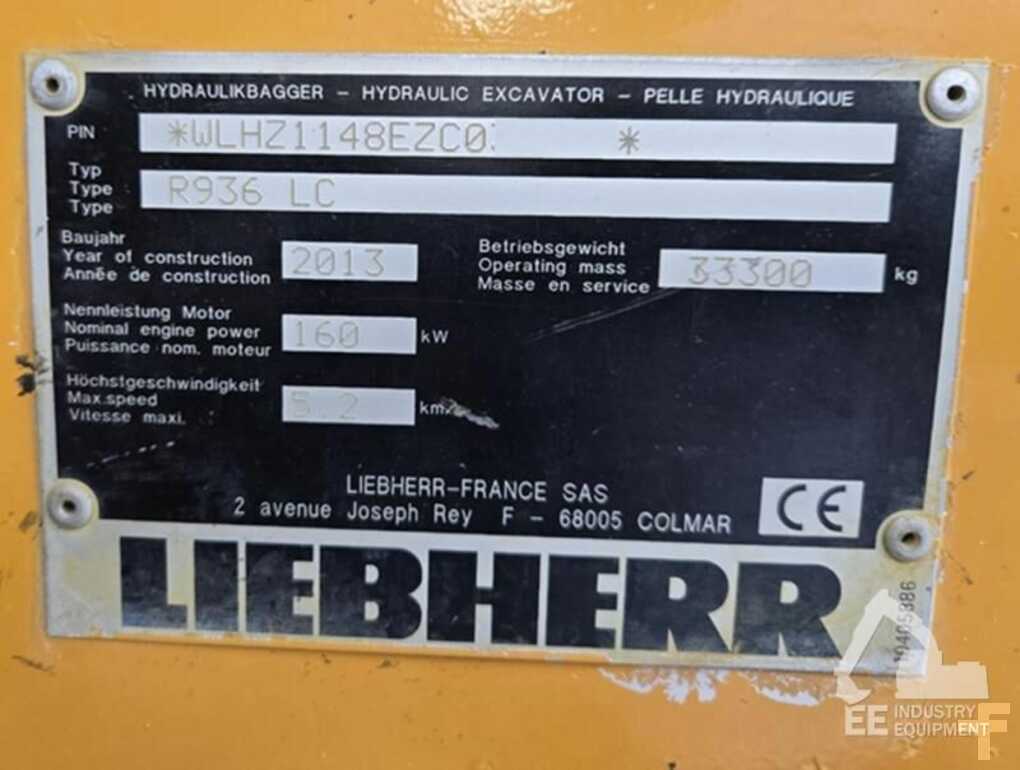 HYDRAULIKBAGGER - HYDRAULIC EXCAVATOR - PELLE HYDRAULIQUE
PIN *WLHZ1148EZC0 *
Typ
Type R936 LC
Type
Baujahr
Year of construction 2013
Année de construction
Betriebsgewicht
Operating mass 33300 kg
Masse en service
Nennleistung Motor
Nominal engine power 160 kW
Puissance nom. moteur
Höchstgeschwindigkeit
Max.speed 5.2
Vitesse maxi.
LIEBHERR-FRANCE SAS
2 avenue Joseph Rey F - 68005 COLMAR
CE
LIEBHERR
EE INDUSTRY
EQUIPMENT
F